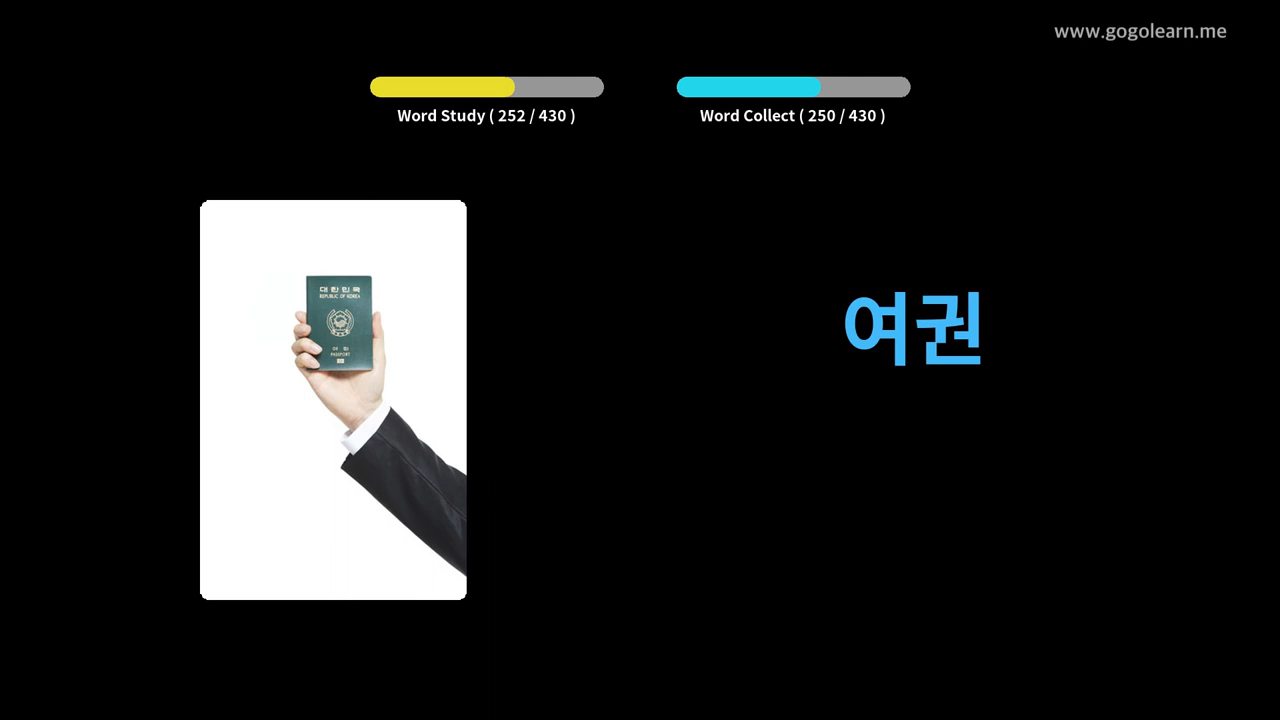 www.gogolearn.me
Word Study ( 252 / 430 )
Word Collect ( 250 / 430 )
대한민국
REPUBLIC OF KOREA
여권
PASSPORT
여권